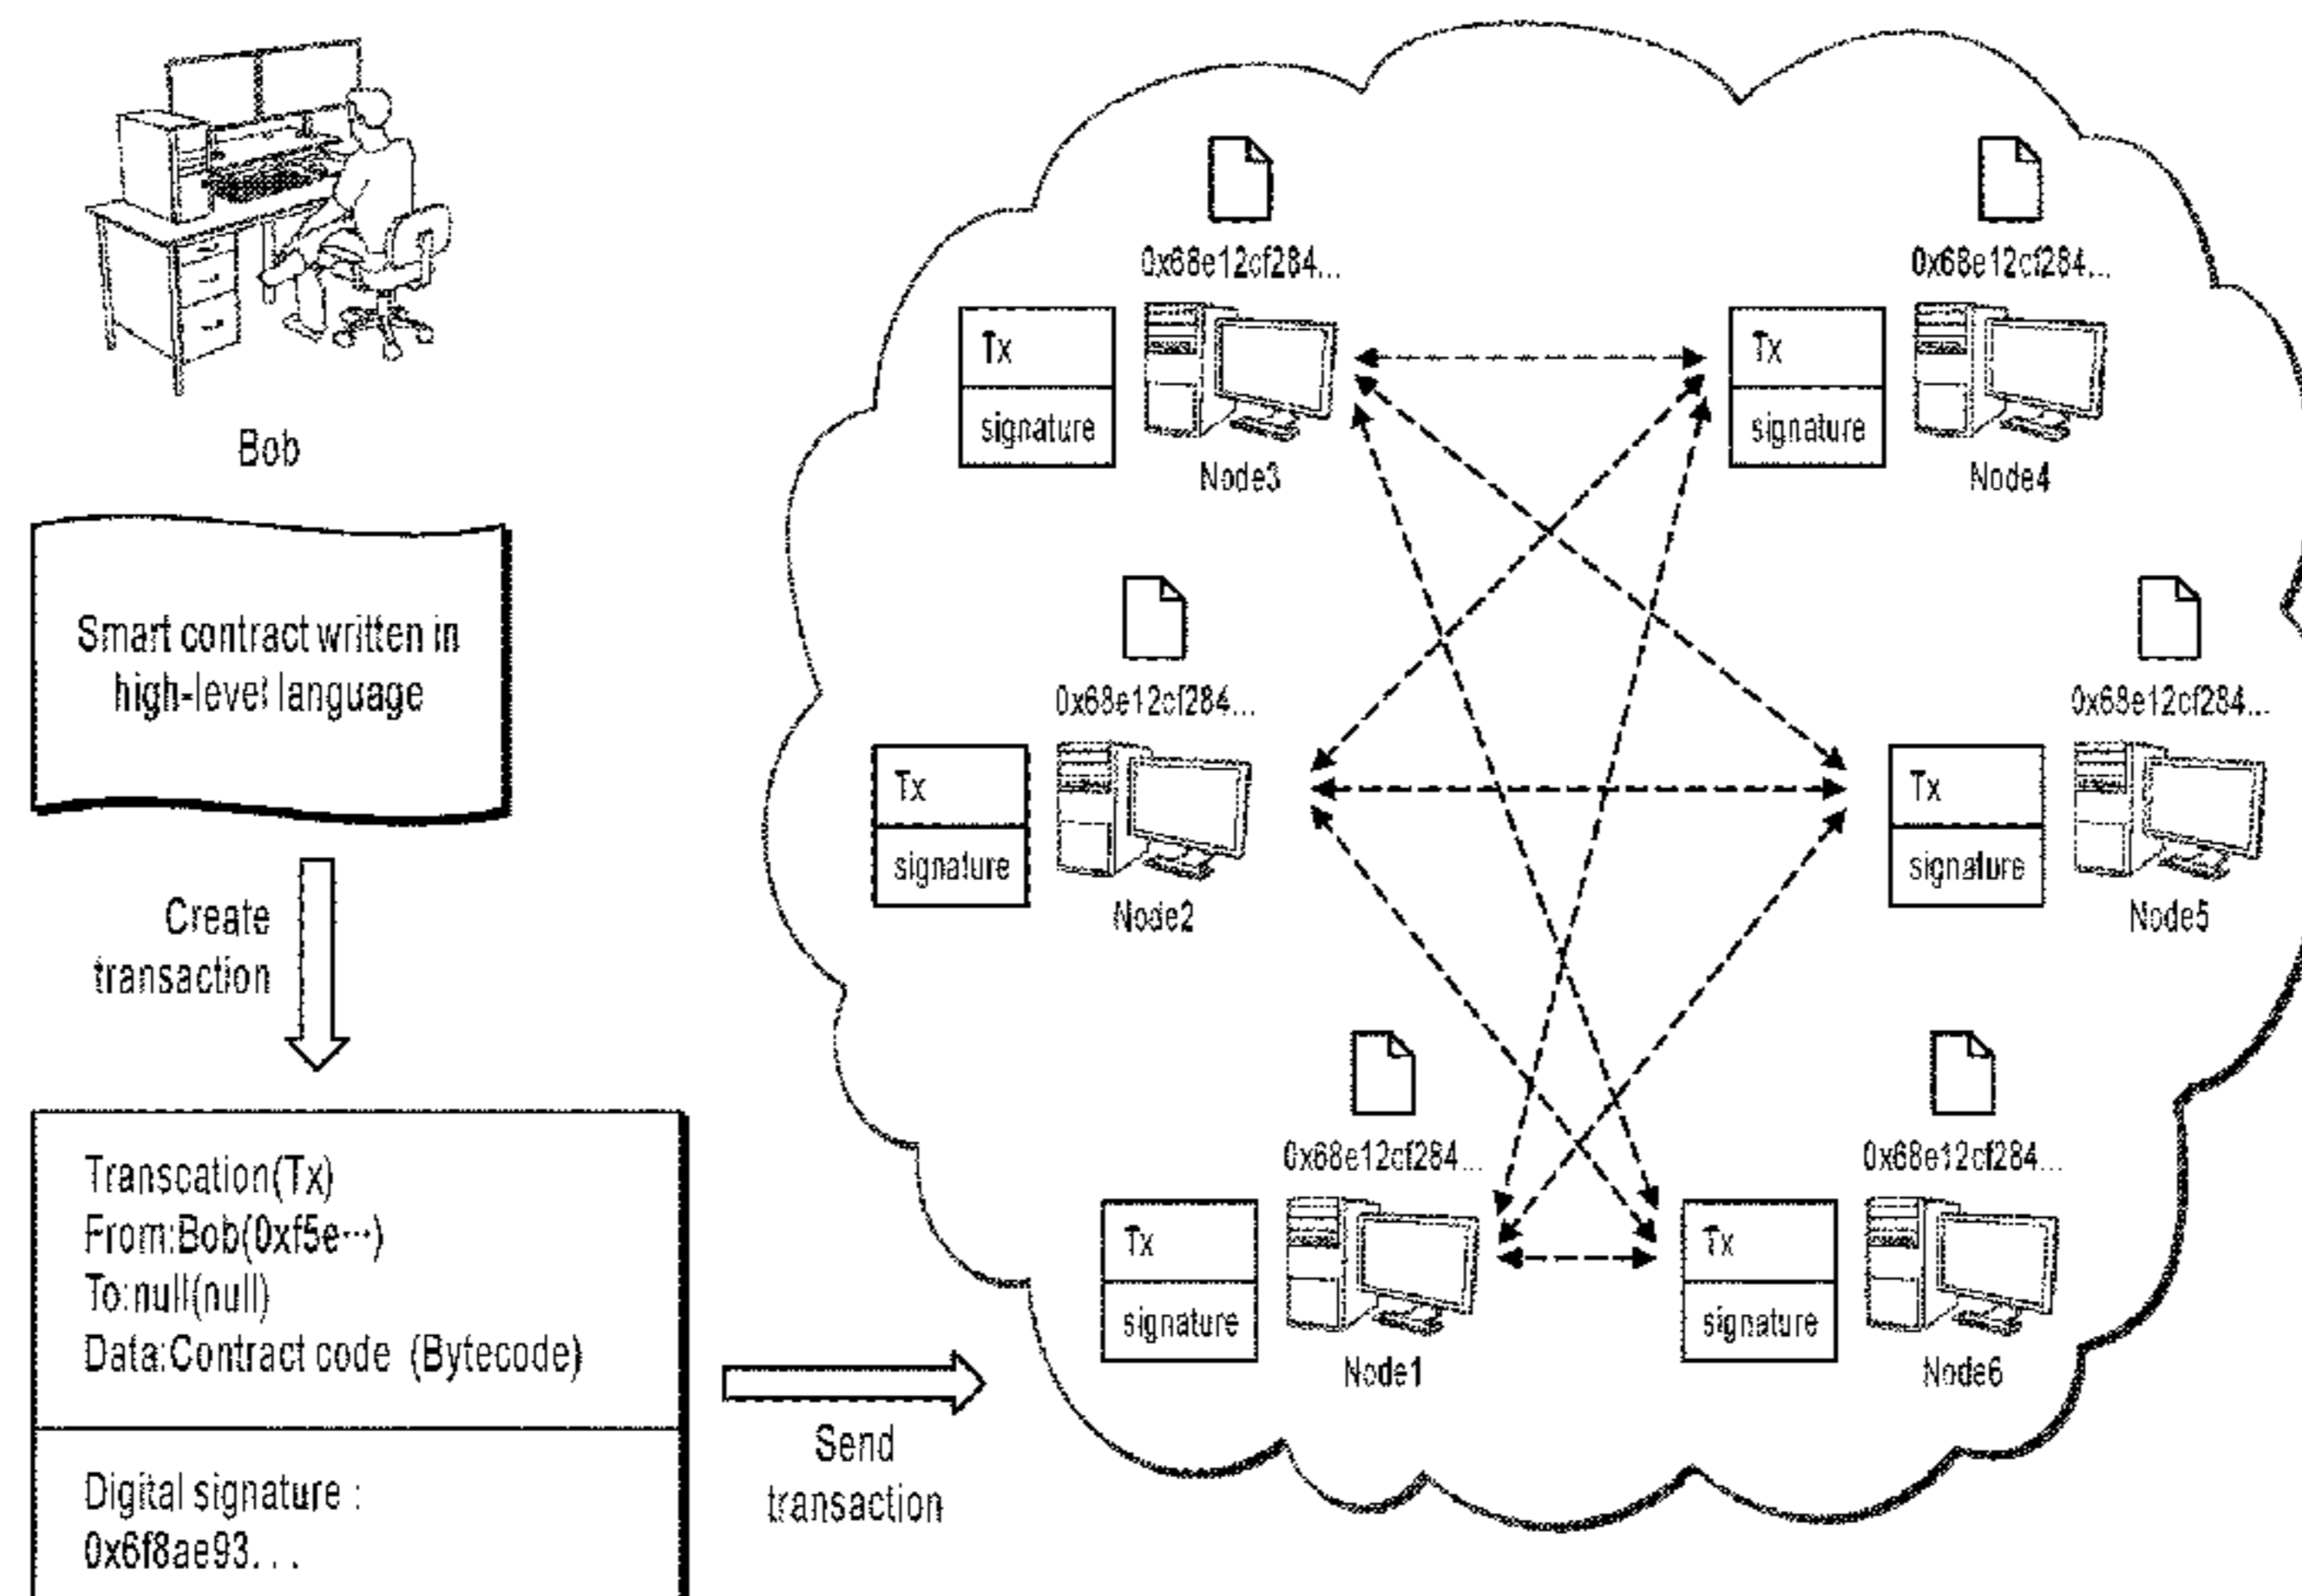 Bob
Smart contract written in
high-level language
Create
transaction
Transcation(Tx)
From:Bob(0xf5e···)
To:null(null)
Data:Contract code (Bytecode)
Digital signature :
0x6f8ae93. . .
Send
transaction
0x68e12cf284...
Tx
signature
Node3
0x68e12cf284...
Tx
signature
Node4
0x68e12cf284...
Tx
signature
Node2
0x68e12cf284...
Tx
signature
Node5
0x68e12cf284...
Tx
signature
Node1
0x68e12cf284...
Tx
signature
Node6